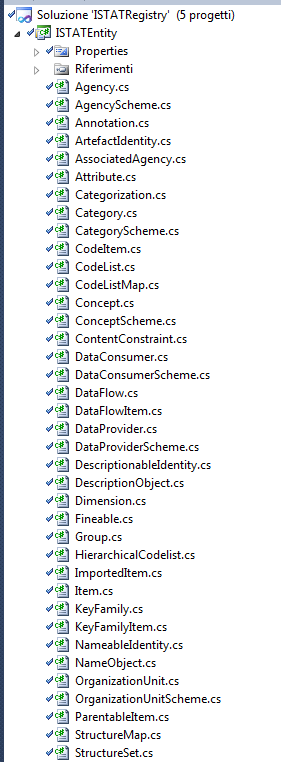 Soluzione 'ISTATRegistry' (5 progetti)
ISTATEntity
Properties
Riferimenti
Agency.cs
AgencyScheme.cs
Annotation.cs
ArtefactIdentity.cs
AssociatedAgency.cs
Attribute.cs
Categorization.cs
Category.cs
CategoryScheme.cs
CodeItem.cs
CodeList.cs
CodeListMap.cs
Concept.cs
ConceptScheme.cs
ContentConstraint.cs
DataConsumer.cs
DataConsumerScheme.cs
DataFlow.cs
DataFlowItem.cs
DataProvider.cs
DataProviderScheme.cs
DescriptionableIdentity.cs
DescriptionObject.cs
Dimension.cs
Fineable.cs
Group.cs
HierarchicalCodelist.cs
ImportedItem.cs
Item.cs
KeyFamily.cs
KeyFamilyItem.cs
NameableIdentity.cs
NameObject.cs
OrganizationUnit.cs
OrganizationUnitScheme.cs
ParentableItem.cs
StructureMap.cs
StructureSet.cs